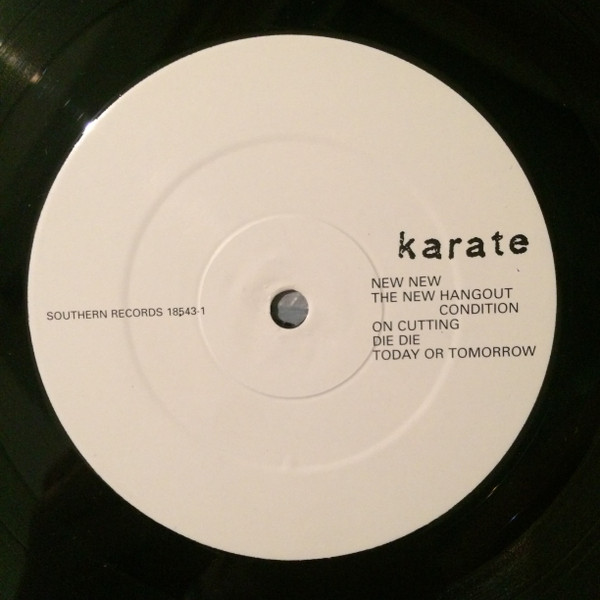 karate
NEW NEW
THE NEW HANGOUT
CONDITION
ON CUTTING
DIE DIE
TODAY OR TOMORROW
SOUTHERN RECORDS 18543-1